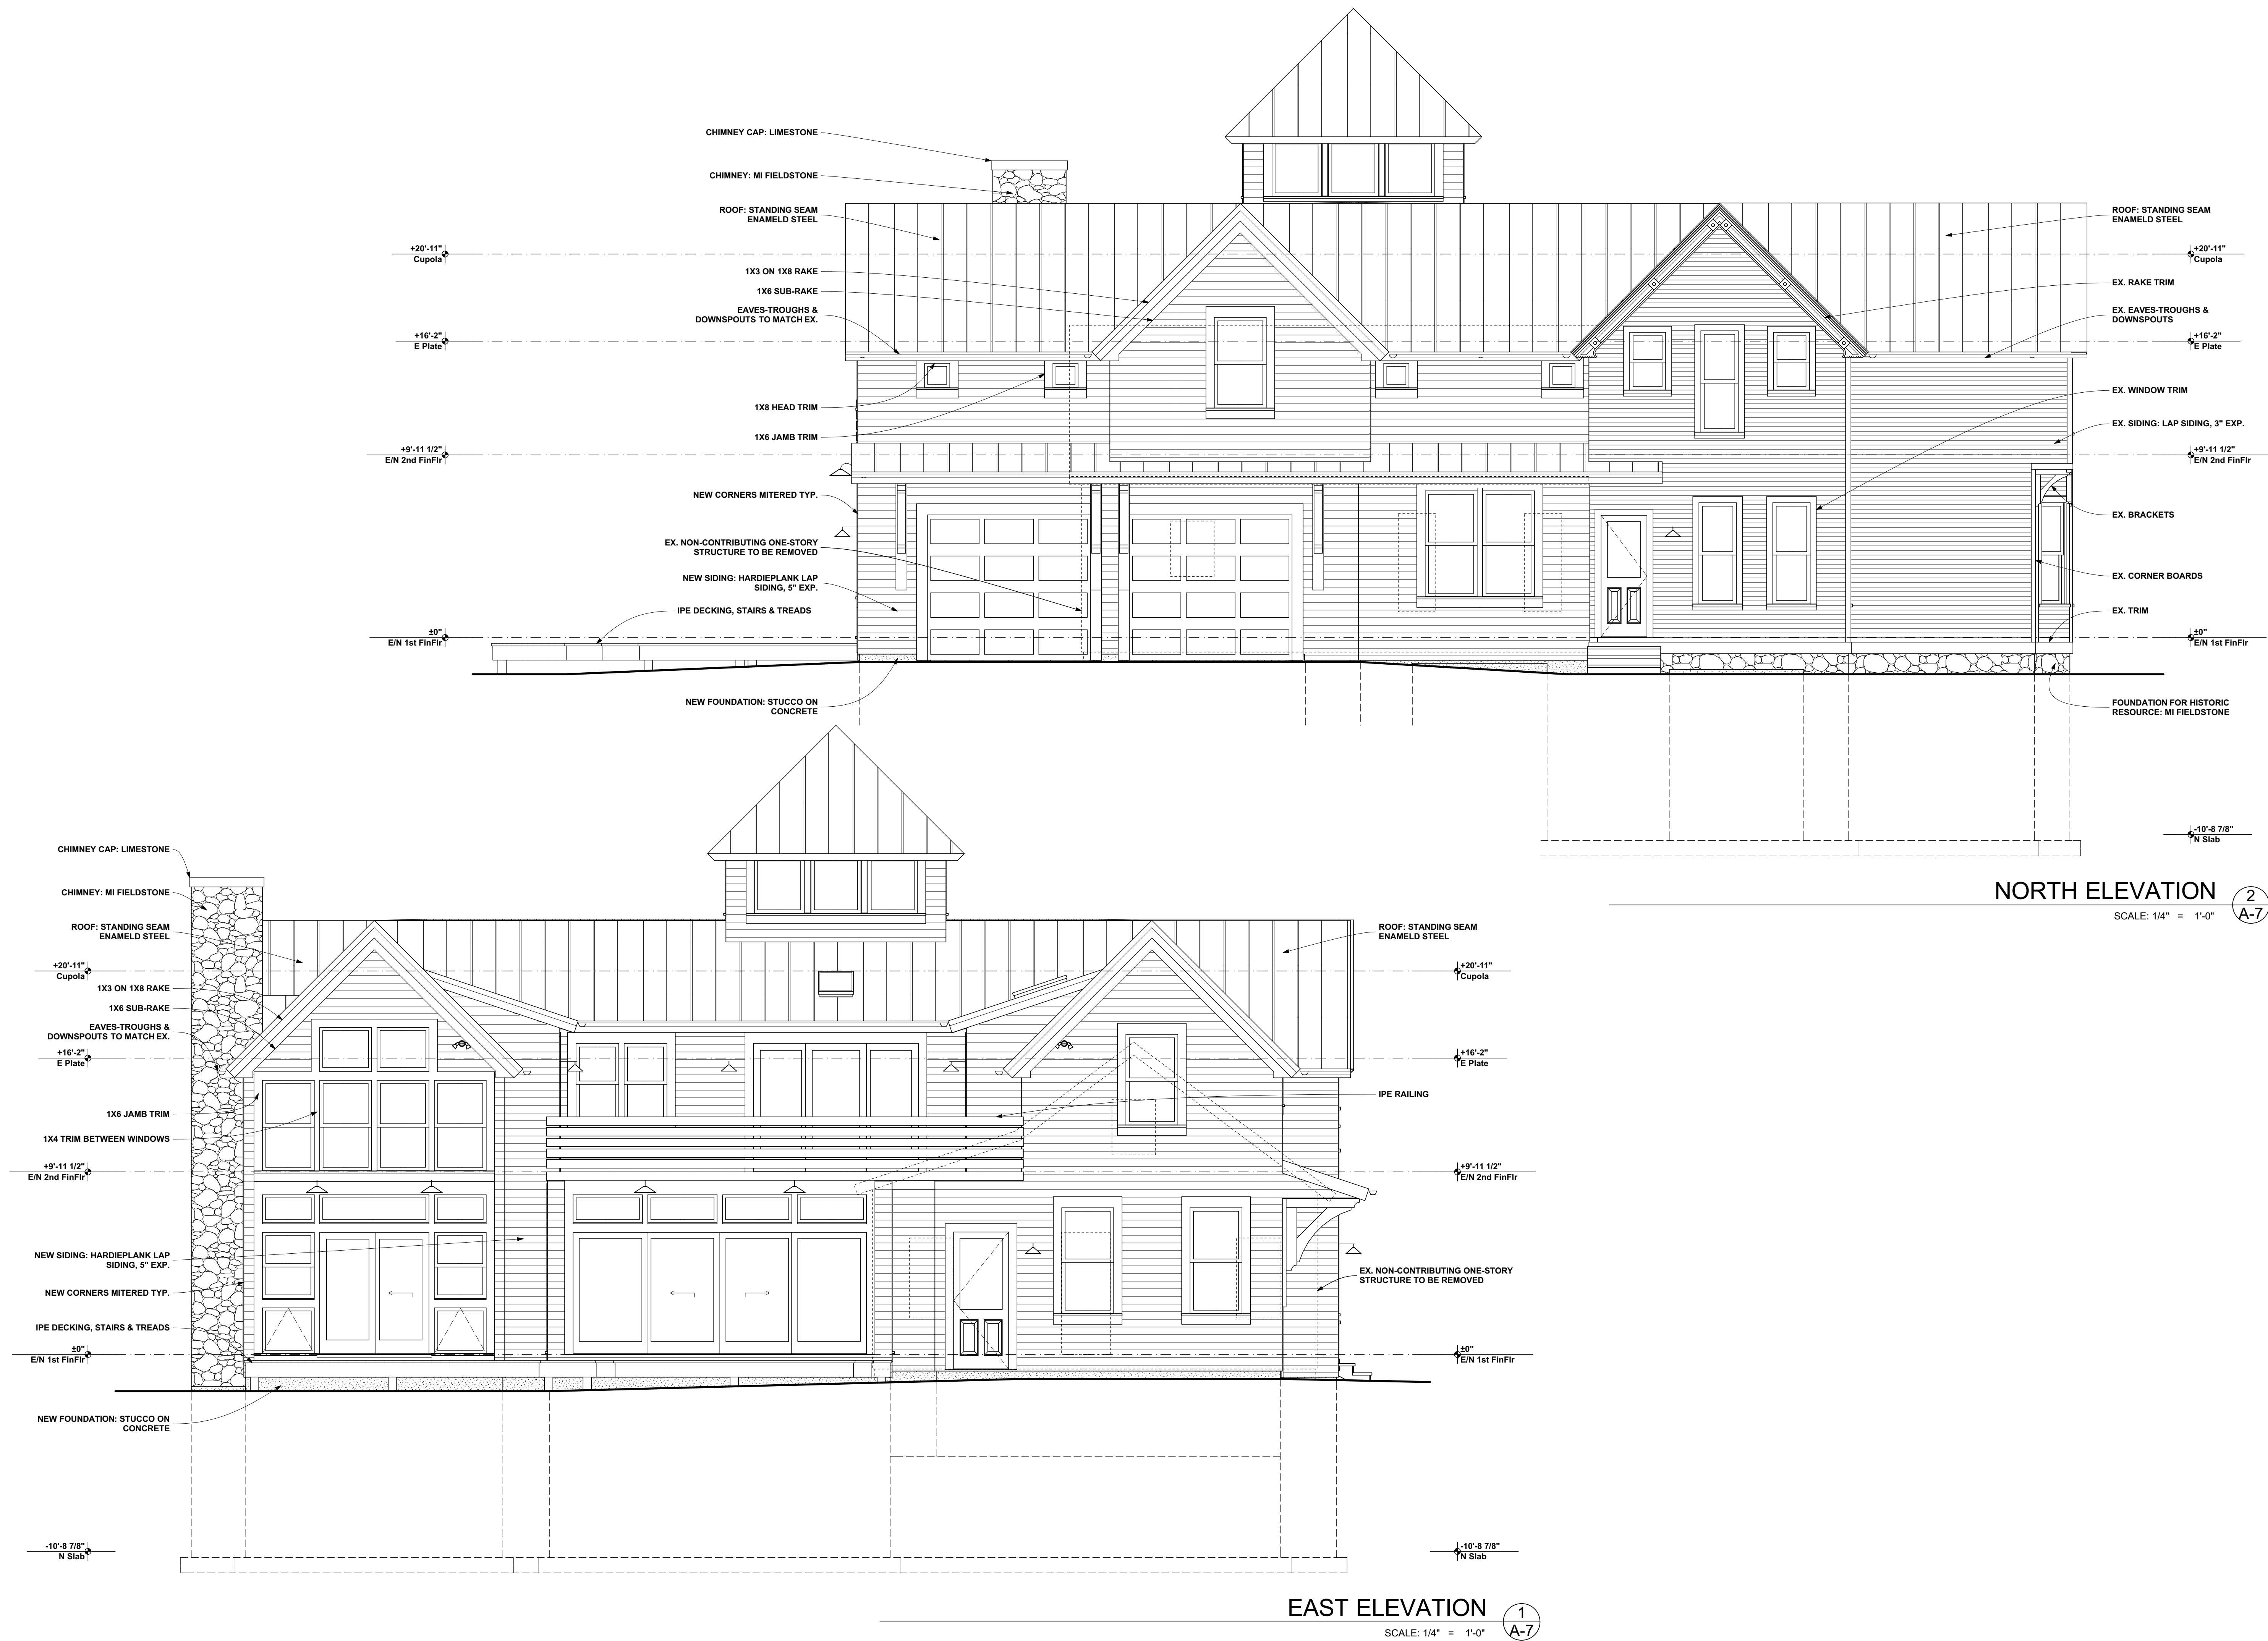 CHIMNEY CAP: LIMESTONE
CHIMNEY: MI FIELDSTONE
ROOF: STANDING SEAM
ENAMELD STEEL
+20'-11"
Cupola
1X3 ON 1X8 RAKE
1X6 SUB-RAKE
EAVES-TROUGHS &
DOWNSPOUTS TO MATCH EX.
+16'-2"
E Plate
1X8 HEAD TRIM
1X6 JAMB TRIM
+9'-11 1/2"
E/N 2nd FinFlr
NEW CORNERS MITERED TYP.
EX. NON-CONTRIBUTING ONE-STORY
STRUCTURE TO BE REMOVED
NEW SIDING: HARDIEPLANK LAP
SIDING, 5" EXP.
IPE DECKING, STAIRS & TREADS
±0"
E/N 1st FinFlr
NEW FOUNDATION: STUCCO ON
CONCRETE
ROOF: STANDING SEAM
ENAMELD STEEL
+20'-11"
Cupola
EX. RAKE TRIM
EX. EAVES-TROUGHS &
DOWNSPOUTS
+16'-2"
E Plate
EX. WINDOW TRIM
EX. SIDING: LAP SIDING, 3" EXP.
+9'-11 1/2"
E/N 2nd FinFlr
EX. BRACKETS
EX. CORNER BOARDS
EX. TRIM
±0"
E/N 1st FinFlr
FOUNDATION FOR HISTORIC
RESOURCE: MI FIELDSTONE
-10'-8 7/8"
N Slab
NORTH ELEVATION
2
A-7
SCALE: 1/4" = 1'-0"
CHIMNEY CAP: LIMESTONE
CHIMNEY: MI FIELDSTONE
ROOF: STANDING SEAM
ENAMELD STEEL
+20'-11"
Cupola
1X3 ON 1X8 RAKE
1X6 SUB-RAKE
EAVES-TROUGHS &
DOWNSPOUTS TO MATCH EX.
+16'-2"
E Plate
1X6 JAMB TRIM
1X4 TRIM BETWEEN WINDOWS
+9'-11 1/2"
E/N 2nd FinFlr
NEW SIDING: HARDIEPLANK LAP
SIDING, 5" EXP.
NEW CORNERS MITERED TYP.
IPE DECKING, STAIRS & TREADS
±0"
E/N 1st FinFlr
NEW FOUNDATION: STUCCO ON
CONCRETE
-10'-8 7/8"
N Slab
ROOF: STANDING SEAM
ENAMELD STEEL
+20'-11"
Cupola
+16'-2"
E Plate
IPE RAILING
+9'-11 1/2"
E/N 2nd FinFlr
EX. NON-CONTRIBUTING ONE-STORY
STRUCTURE TO BE REMOVED
±0"
E/N 1st FinFlr
-10'-8 7/8"
N Slab
EAST ELEVATION
1
A-7
SCALE: 1/4" = 1'-0"